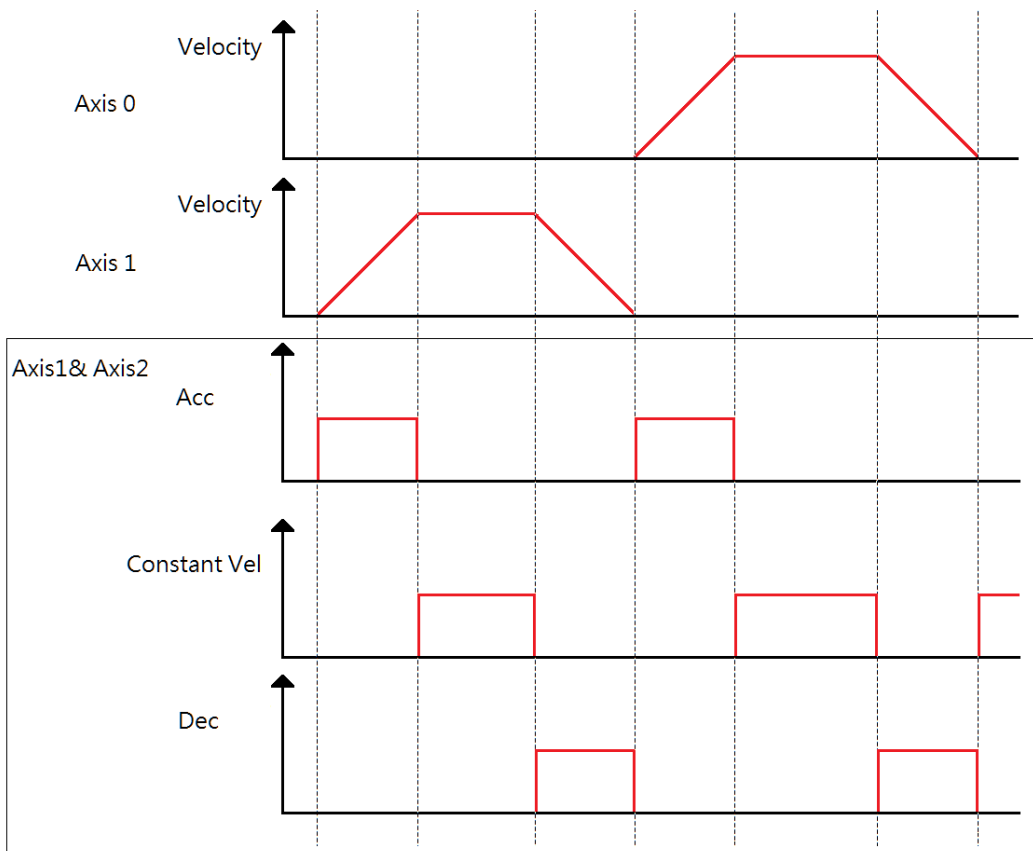 Velocity
Axis 0
Velocity
Axis 1
Axis1& Axis2
Acc
Constant Vel
Dec